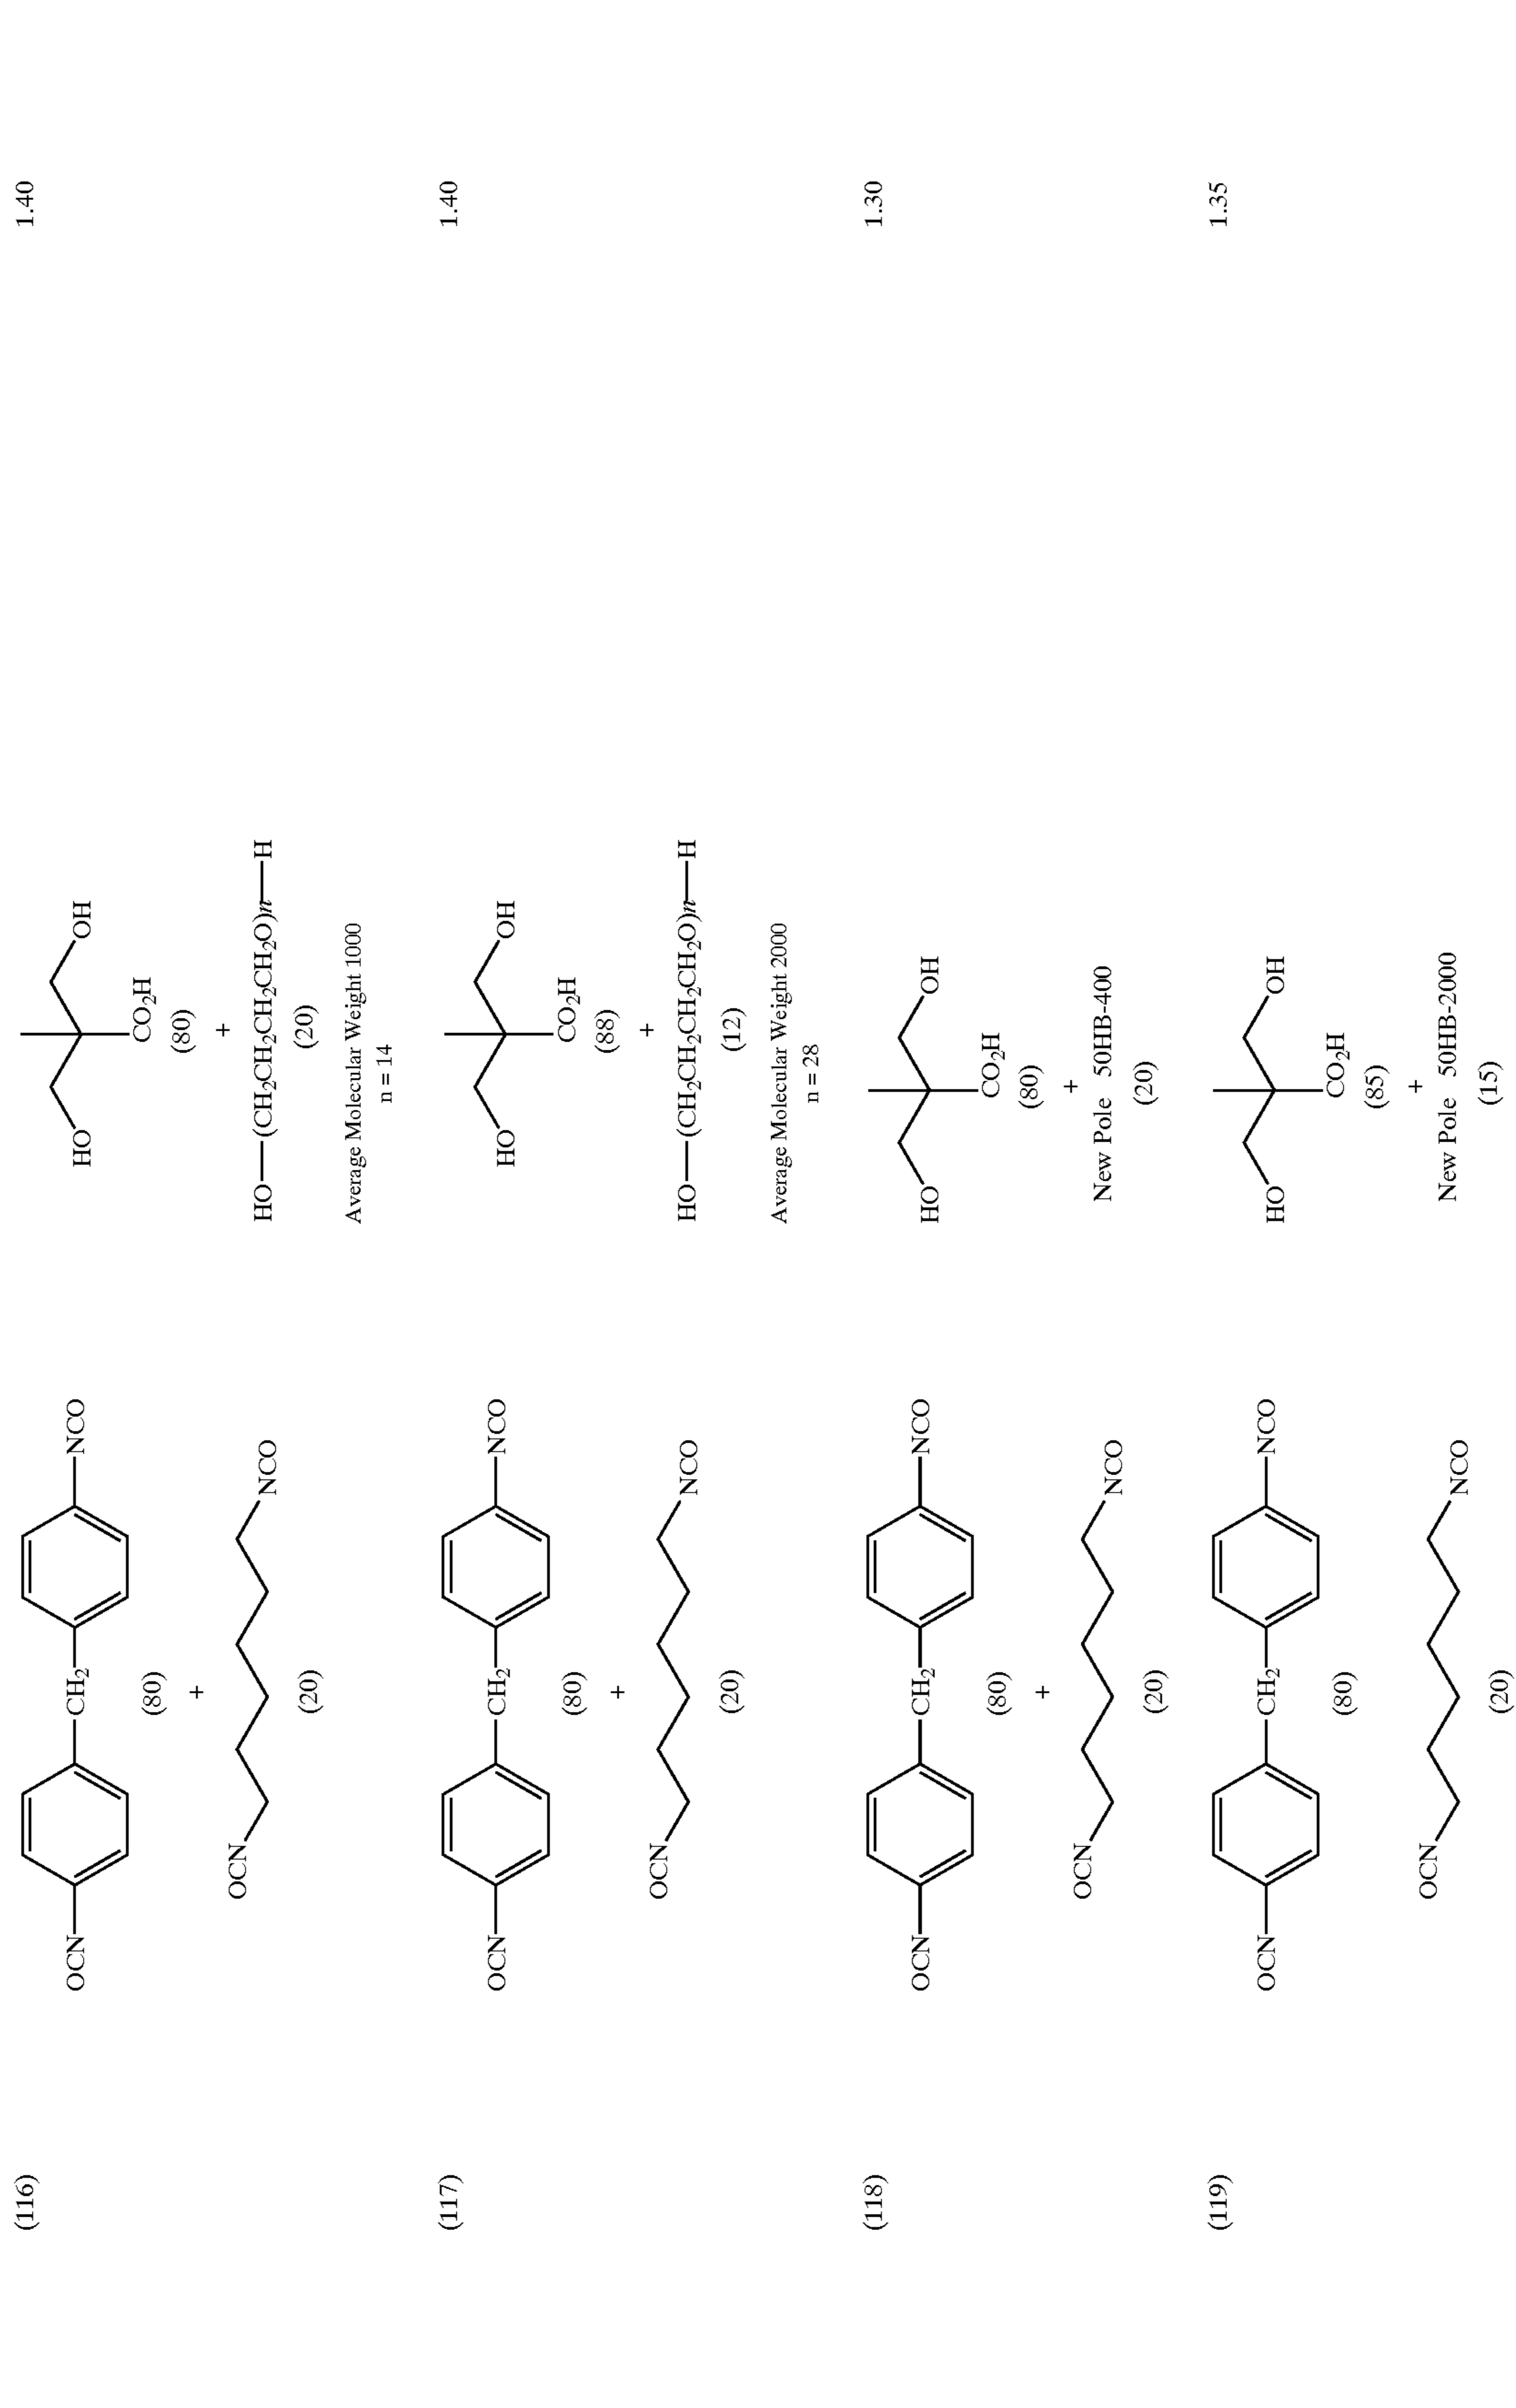 (116)
OCN
CH2
NCO
(80)
+
OCN
NCO
(20)
HO
OH
CO2H
(80)
+
HO—(CH2CH2CH2CH2O)n—H
(20)
Average Molecular Weight 1000
n = 14
1.40
(117)
OCN
CH2
NCO
(80)
+
OCN
NCO
(20)
HO
OH
CO2H
(88)
+
HO—(CH2CH2CH2CH2O)n—H
(12)
Average Molecular Weight 2000
n = 28
1.40
(118)
OCN
CH2
NCO
(80)
+
OCN
NCO
(20)
HO
OH
CO2H
(80)
+
New Pole 50HB-400
(20)
1.30
(119)
OCN
CH2
NCO
(80)
OCN
NCO
(20)
HO
OH
CO2H
(85)
+
New Pole 50HB-2000
(15)
1.35